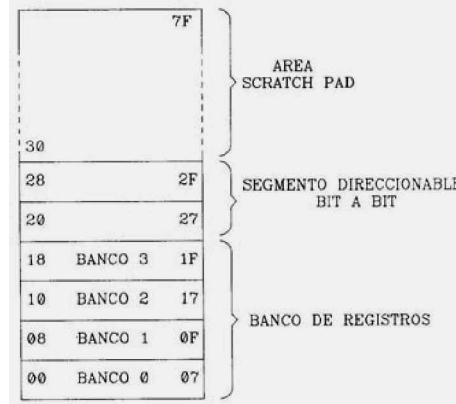 7F
AREA
SCRATCH PAD
30
28 2F
SEGMENTO DIRECCIONABLE
BIT A BIT
20 27
18 BANCO 3 1F
10 BANCO 2 17
BANCO DE REGISTROS
08 BANCO 1 0F
00 BANCO 0 07